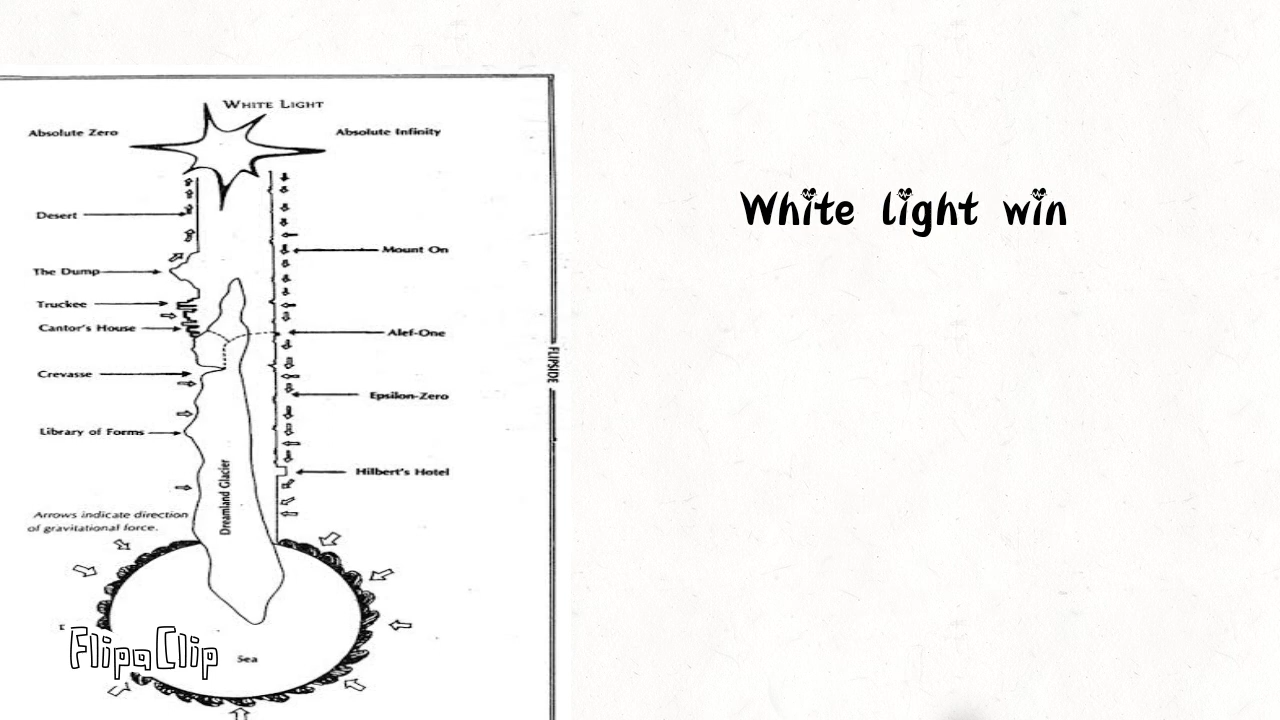 WHITE LIGHT
Absolute Zero
Absolute Infinity
White light win
Desert
Mount On
The Dump
Truckee
Cantor's House
Alef-One
FLIPSIDE
Crevasse
Epsilon-Zero
Library of Forms
Hilbert's Hotel
Dreamland Glacier
Arrows indicate direction
of gravitational force.
FlipaClip
Sea